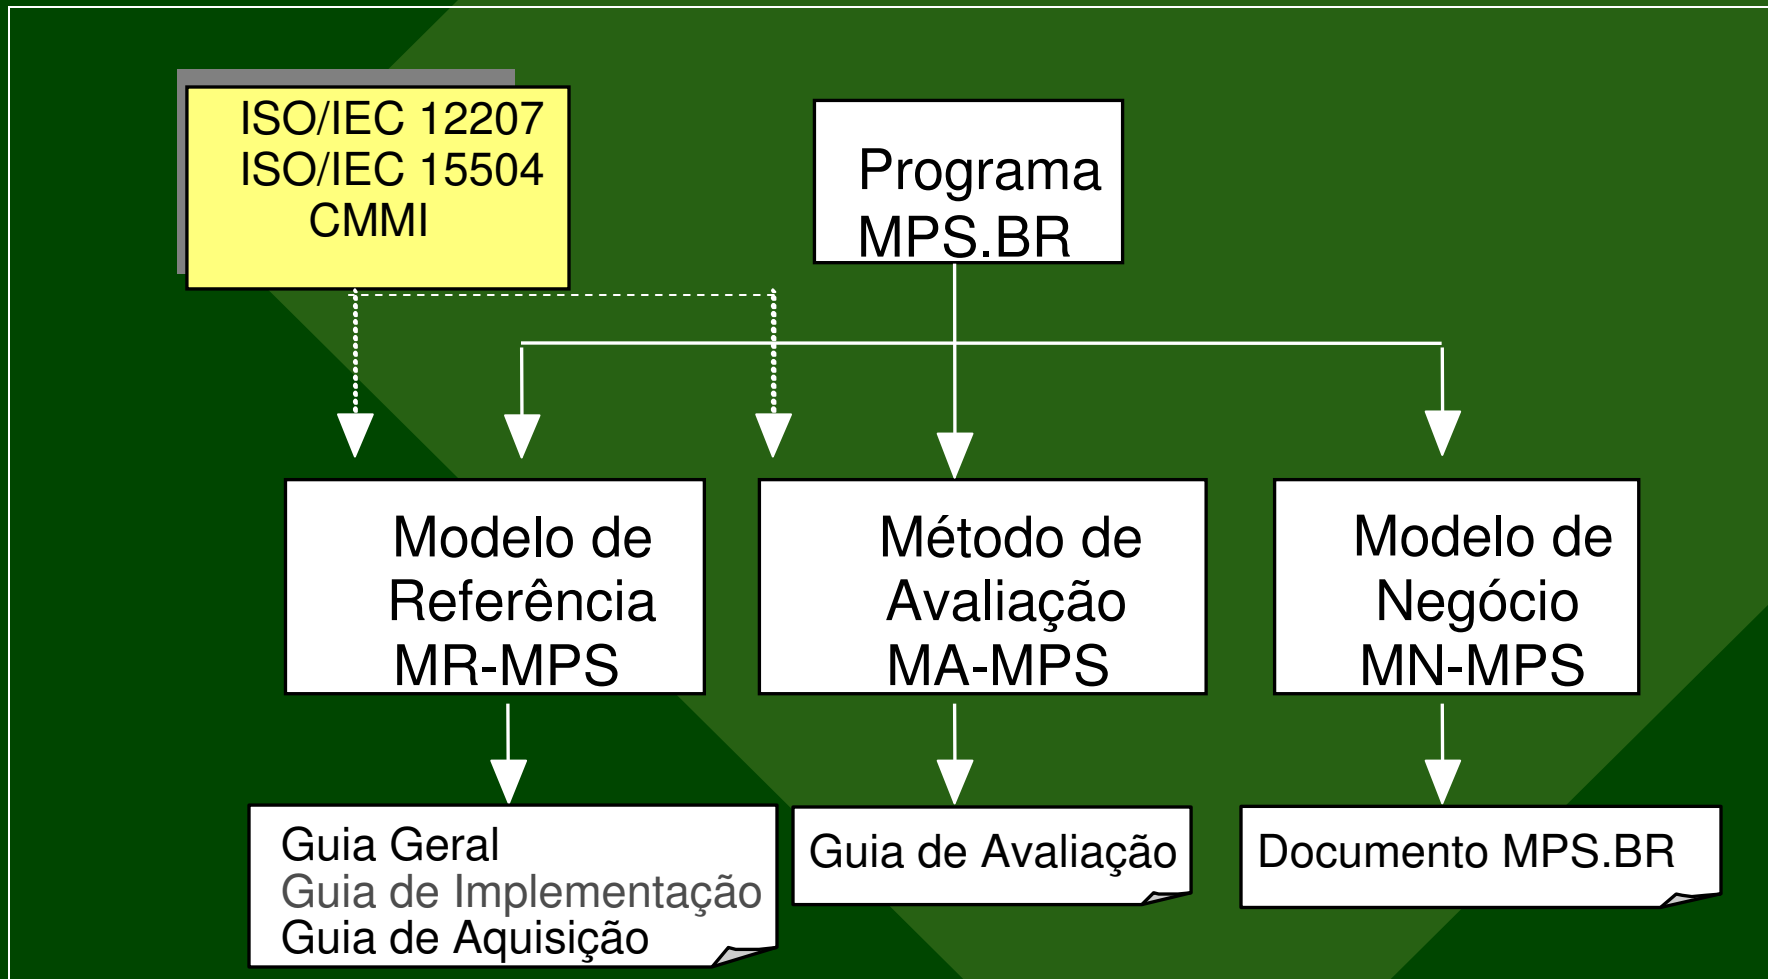 ISO/IEC 12207
ISO/IEC 15504
CMMI
Programa
MPS.BR
Modelo de
Referência
MR-MPS
Método de
Avaliação
MA-MPS
Modelo de
Negócio
MN-MPS
Guia Geral
Guia de Implementação
Guia de Aquisição
Guia de Avaliação
Documento MPS.BR